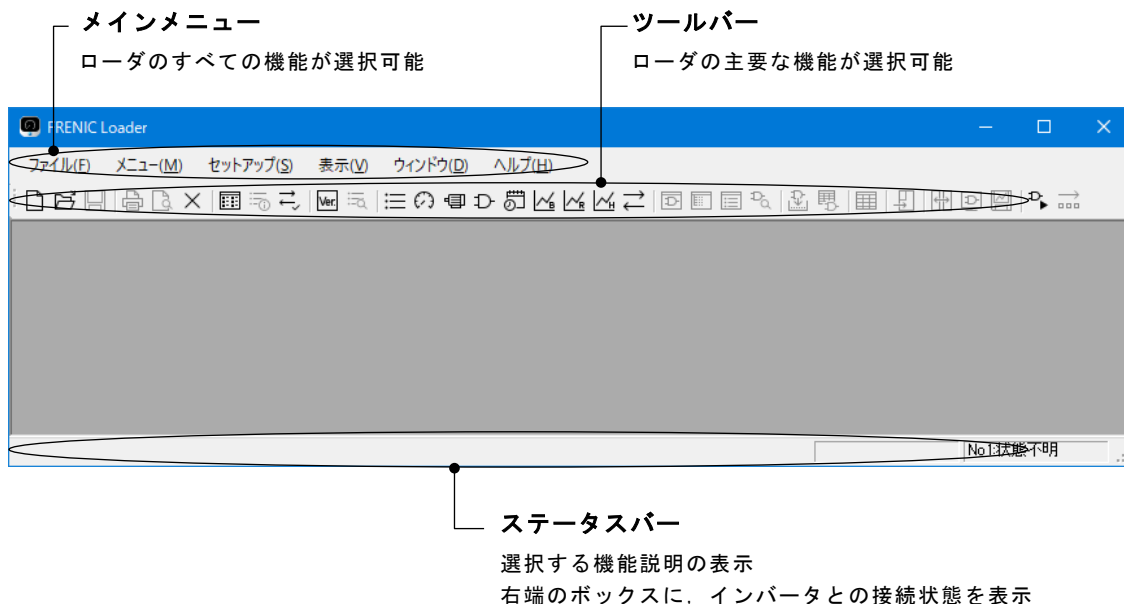 メインメニュー
ローダのすべての機能が選択可能
ツールバー
ローダの主要な機能が選択可能
FRENIC Loader
ファイル(F) メニュー(M) セットアップ(S) 表示(V) ウィンドウ(D) ヘルプ(H)
Ver.
B
R
H
No1:状態不明
ステータスバー
選択する機能説明の表示
右端のボックスに，インバータとの接続状態を表示